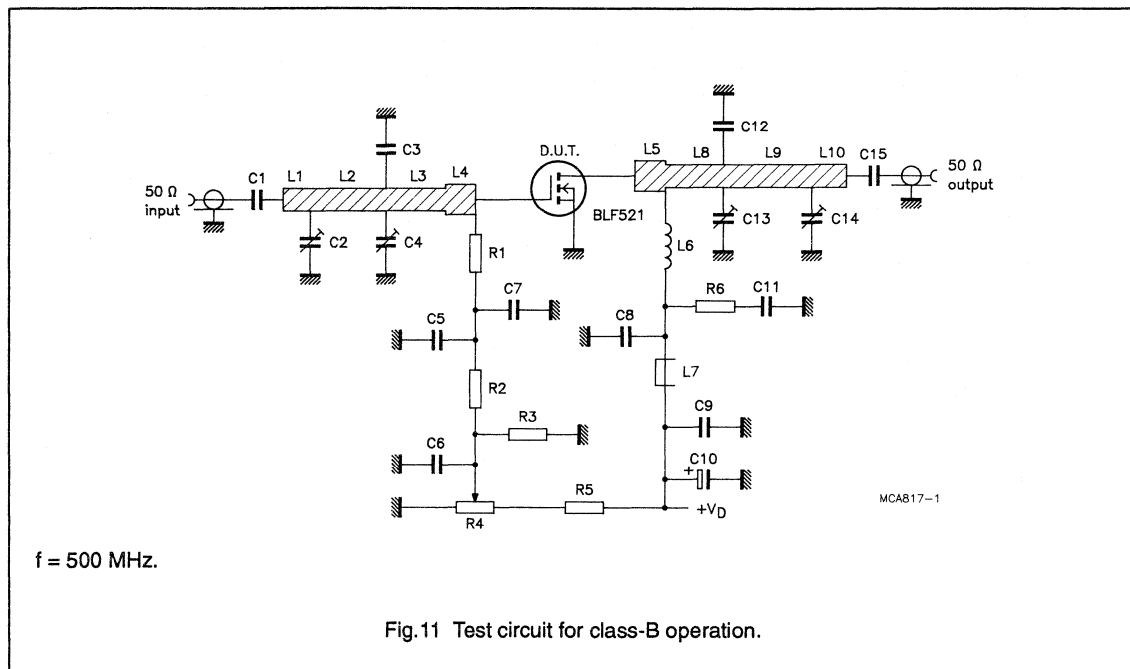 C12
C3
D.U.T.
L5
L8
L9
L10
C15
50 Ω
output
50 Ω
input
C1
L1
L2
L3
L4
BLF521
C2
C4
C13
C14
R1
L6
C7
R6
C11
C5
C8
R2
L7
R3
C9
C6
C10
+
R4
R5
+VD
MCA817-1
f = 500 MHz.
Fig.11 Test circuit for class-B operation.